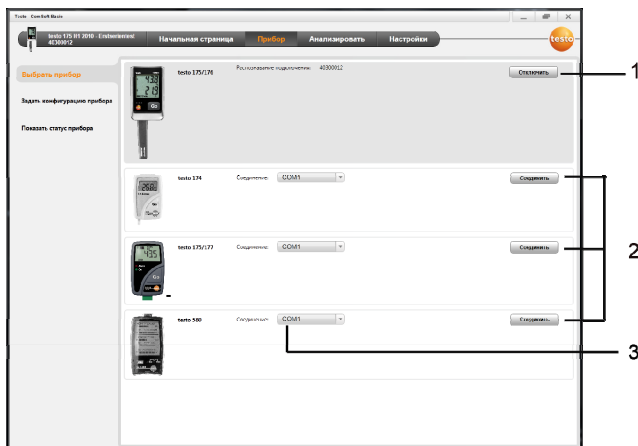 Testo ComSoft Basic
testo 175 H1 2010 - Ersteerienest
40300012
Начальная страница
Прибор
Анализировать
Настройки
testo
Выбрать прибор
Задать конфигурацию прибора
Показать статус прибора
testo 175/176
Распознавание подключения: 40300012
Отключить
1
testo 174
Соединение: COM1
Соединить
testo 175/177
Соединение: COM1
Соединить
2
testo 580
Соединение: COM1
Соединить
3